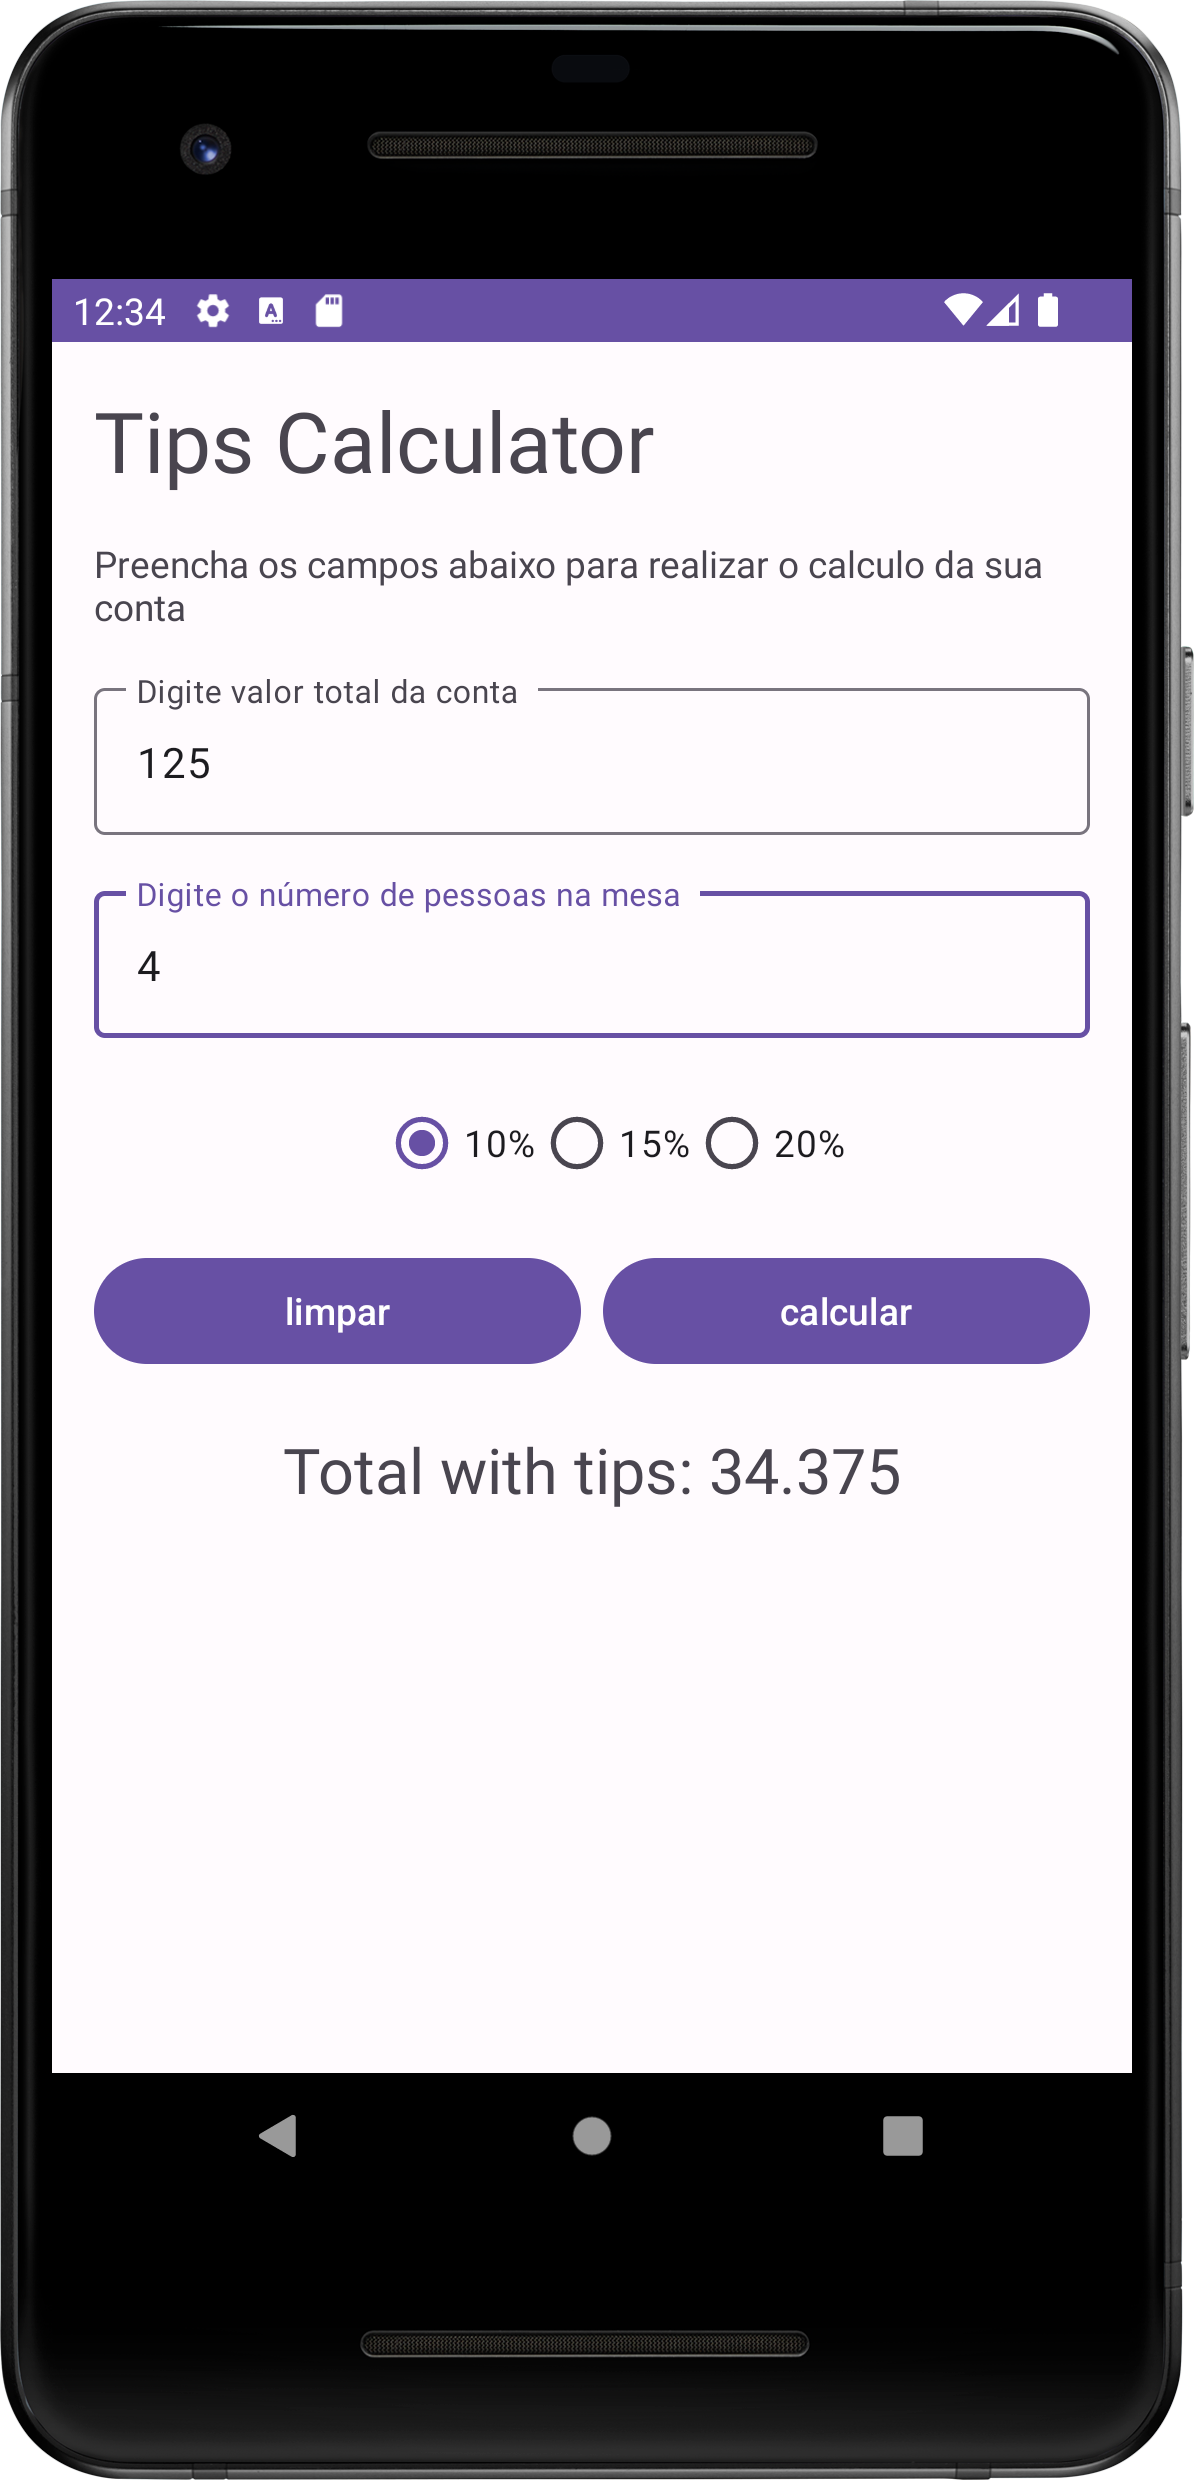 12:34
Tips Calculator
Preencha os campos abaixo para realizar o calculo da sua
conta
Digite valor total da conta
125
Digite o número de pessoas na mesa
4
10% 15% 20%
limpar calcular
Total with tips: 34.375